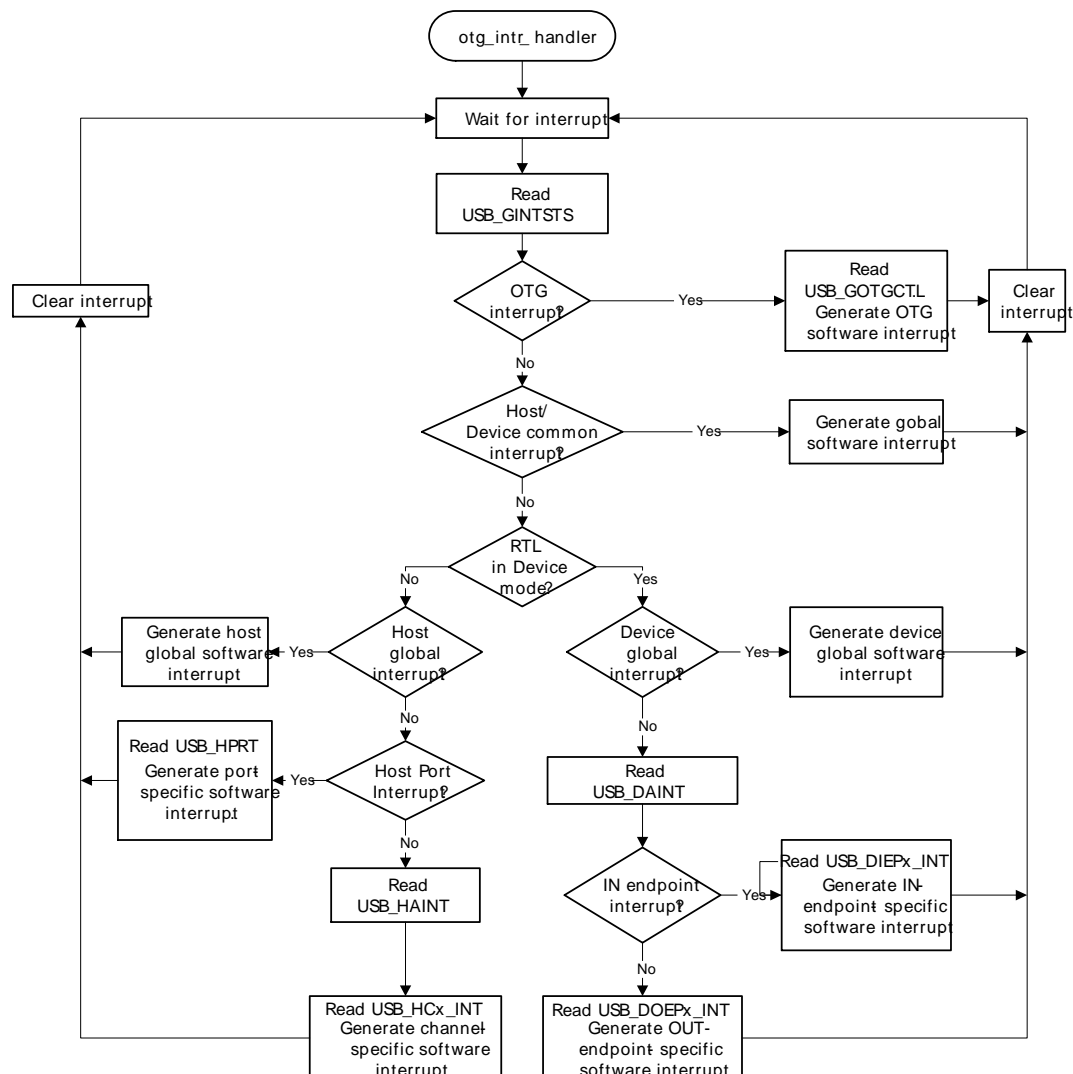 otg_intr_ handler
Wait for interrupt
Read
USB_GINTSTS
OTG
interrupt?
Yes
Read
USB_GOTGCTL.
Generate OTG
software interrupt
Clear
interrupt
Clear interrupt
No
Host/
Device common
interrupt?
Yes
Generate gobal
software interrupt
No
RTL
in Device
mode?
No
Yes
Generate host
global software
interrupt
Yes
Host
global
interrupt?
Device
global
interrupt?
Yes
Generate device
global software
interrupt
No
No
Read USB_HPRT
Generate port-
specific software
interrupt.
Yes
Host Port
Interrupt?
Read
USB_DAINT
No
Read
USB_HAINT
IN endpoint
interrupt?
Yes
Read USB_DIEPx_INT
Generate IN-
endpoint- specific
software interrupt
No
Read USB_HCx_INT
Generate channel-
specific software
interrupt
Read USB_DOEPx_INT
Generate OUT-
endpoint- specific
software interrupt